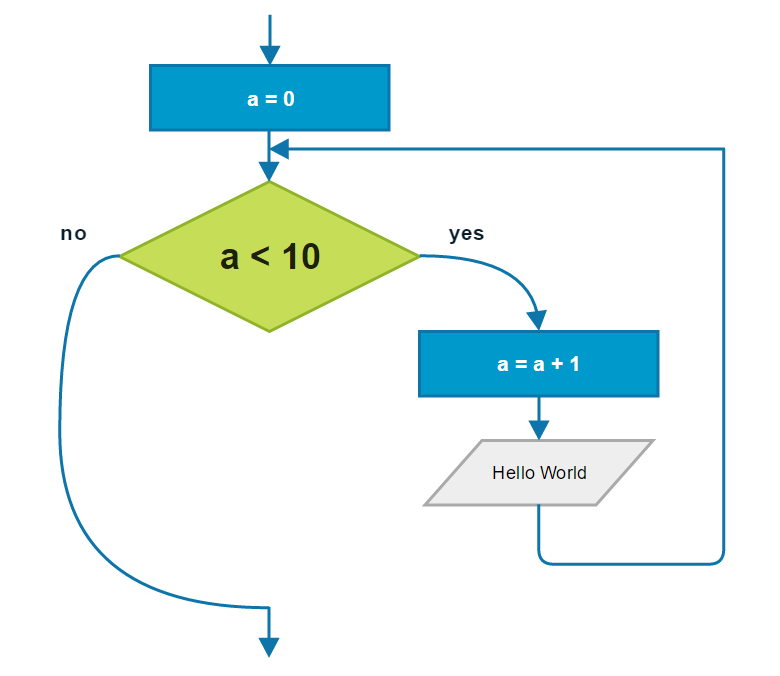 a = 0
no
yes
a < 10
a = a + 1
Hello World